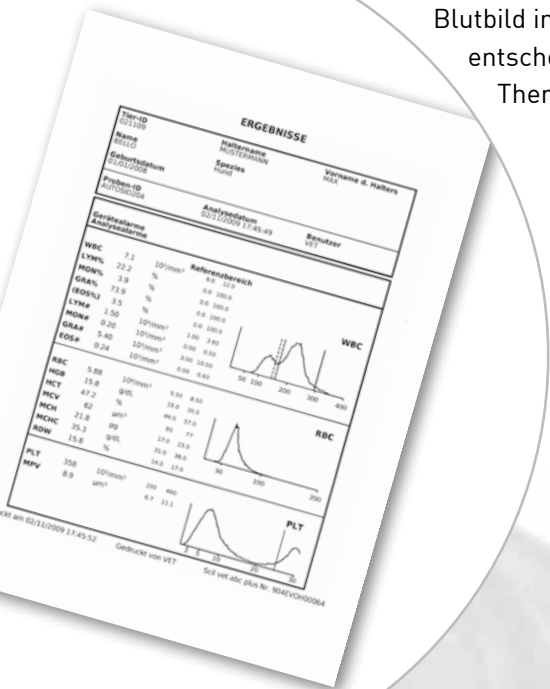 Blutbild in
entsche
Ther
ERGEBNISSE
Tier-ID
021109
Haltername
MUSTERMANN
Vorname d. Halters
MAX
Name
BELLO
Spezies
Hund
Geburtsdatum
01/01/2008
Proben-ID
AUTOSID204
Analysedatum
02/11/2009 17:45:49
Benutzer
VET
Gerätealarme
Analysealarme
Referenzbereich
WBC 7.1 10³/mm³ 6.0 12.0
LYM% 22.2 % 0.0 100.0
MON% 3.9 % 0.0 100.0
GRA% 73.9 % 0.0 100.0
(EOS%) 3.5 % 0.0 100.0
LYM# 1.50 10³/mm³ 1.00 3.60
MON# 0.20 10³/mm³ 0.00 0.50
GRA# 5.40 10³/mm³ 3.00 10.00
EOS# 0.24 10³/mm³ 0.00 0.60
WBC
50 100 200 300 400
RBC 5.88 10⁶/mm³ 5.50 8.50
HGB 15.8 g/dL 15.0 20.0
HCT 47.2 % 44.0 57.0
MCV 62 µm³ 60 77
MCH 21.8 pg 17.0 23.0
MCHC 35.3 g/dL 31.0 38.0
RDW 15.8 % 14.0 17.0
RBC
30 100 200
PLT 358 10³/mm³ 200 460
MPV 8.9 µm³ 6.7 11.1
PLT
2 5 10 20 30
ckt am 02/11/2009 17:45:52 Gedruckt von VET Scil vet abc plus Nr. 904EVOH00064